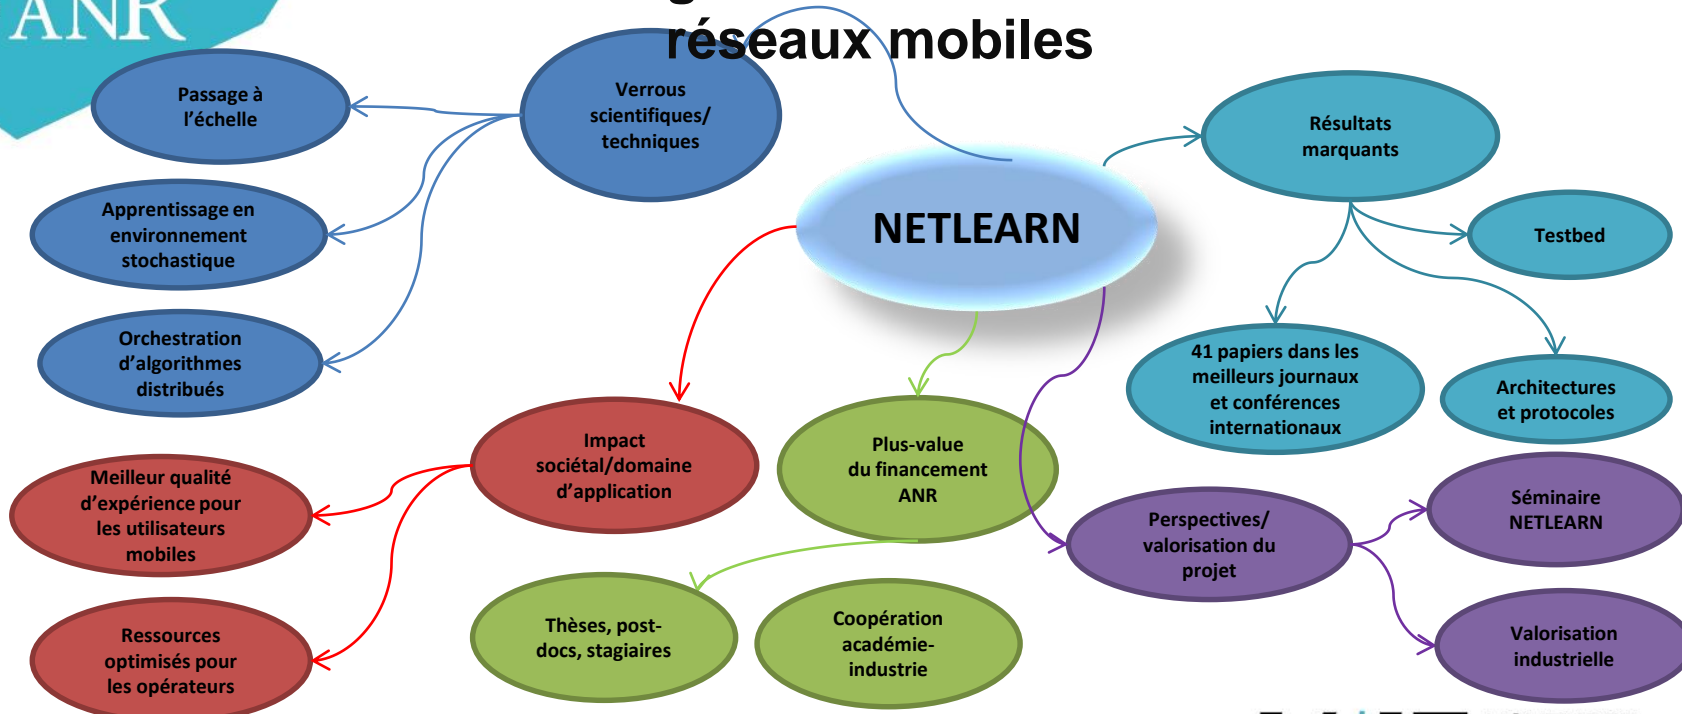 ANR
réseaux mobiles
Passage à
l'échelle
Verrous
scientifiques/
techniques
Résultats
marquants
Apprentissage en
environnement
stochastique
NETLEARN
Testbed
Orchestration
d'algorithmes
distribués
41 papiers dans les
meilleurs journaux
et conférences
internationaux
Architectures
et protocoles
Impact
sociétal/domaine
d'application
Plus-value
du financement
ANR
Meilleur qualité
d'expérience pour
les utilisateurs
mobiles
Perspectives/
valorisation du
projet
Séminaire
NETLEARN
Ressources
optimisés pour
les opérateurs
Thèses, post-
docs, stagiaires
Coopération
académie-
industrie
Valorisation
industrielle